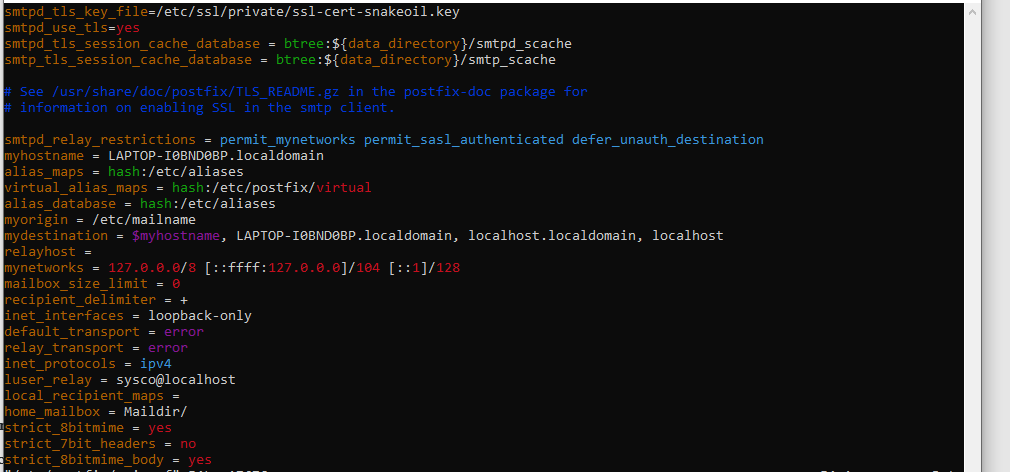 smtpd_tls_key_file=/etc/ssl/private/ssl-cert-snakeoil.key
smtpd_use_tls=yes
smtpd_tls_session_cache_database = btree:${data_directory}/smtpd_scache
smtp_tls_session_cache_database = btree:${data_directory}/smtp_scache
# See /usr/share/doc/postfix/TLS_README.gz in the postfix-doc package for
# information on enabling SSL in the smtp client.
smtpd_relay_restrictions = permit_mynetworks permit_sasl_authenticated defer_unauth_destination
myhostname = LAPTOP-I0BND0BP.localdomain
alias_maps = hash:/etc/aliases
virtual_alias_maps = hash:/etc/postfix/virtual
alias_database = hash:/etc/aliases
myorigin = /etc/mailname
mydestination = $myhostname, LAPTOP-I0BND0BP.localdomain, localhost.localdomain, localhost
relayhost =
mynetworks = 127.0.0.0/8 [::ffff:127.0.0.0]/104 [::1]/128
mailbox_size_limit = 0
recipient_delimiter = +
inet_interfaces = loopback-only
default_transport = error
relay_transport = error
inet_protocols = ipv4
luser_relay = sysco@localhost
local_recipient_maps =
home_mailbox = Maildir/
strict_8bitmime = yes
strict_7bit_headers = no
strict_8bitmime_body = yes